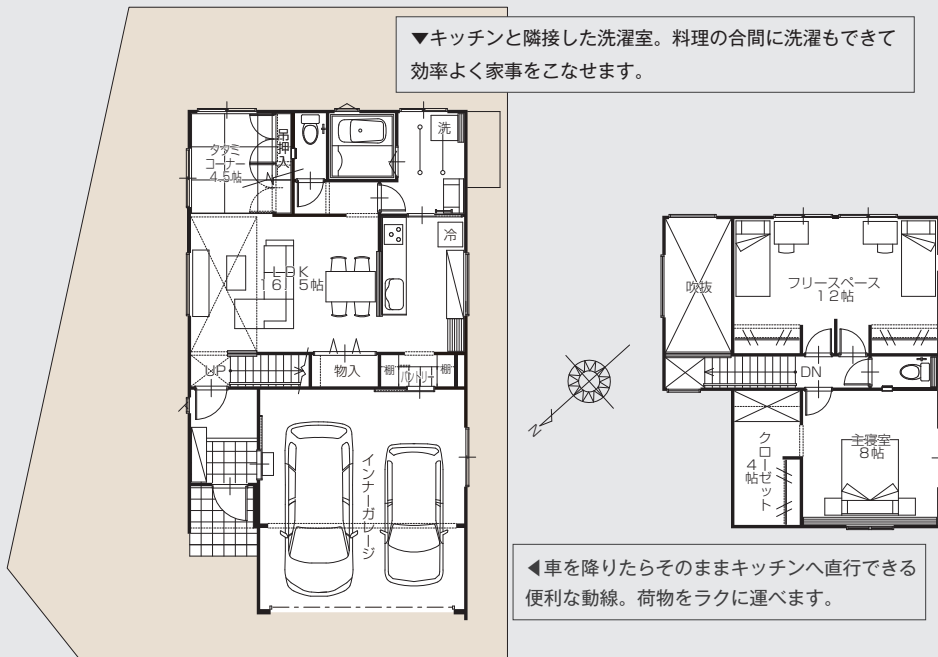 ▼キッチンと隣接した洗濯室。料理の合間に洗濯もできて
効率よく家事をこなせます。
タタミ
コーナー
4.5帖
吊押入
洗
冷
LDK
16.5帖
UP
物入
棚
パントリー
棚
インナーガレージ
N
吹抜
フリースペース
12帖
DN
クローゼット
4帖
主寝室
8帖
◀車を降りたらそのままキッチンへ直行できる
便利な動線。荷物をラクに運べます。